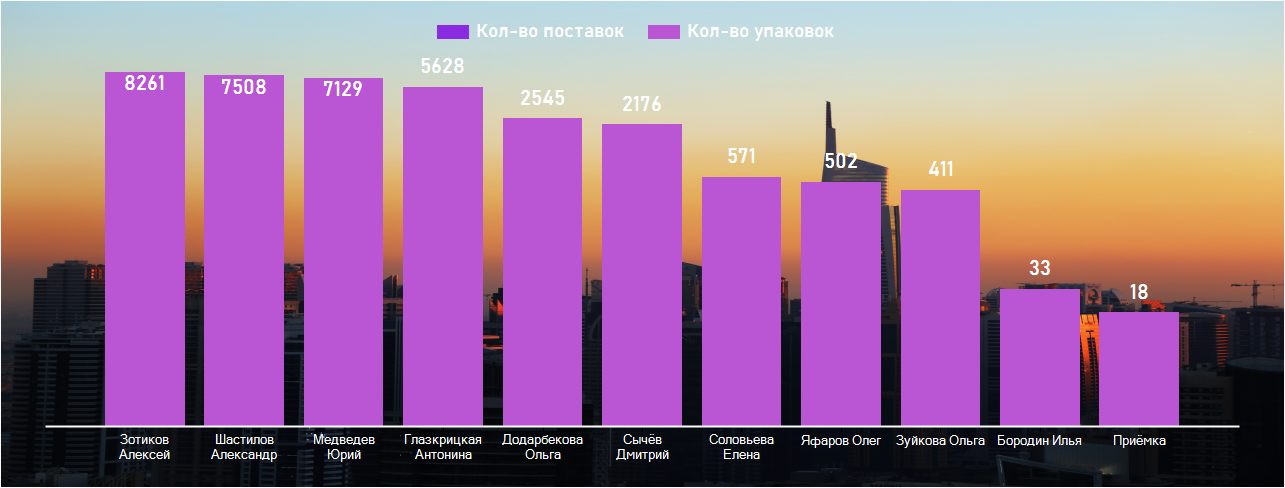 Кол-во поставок Кол-во упаковок
8261 7508 7129 5628 2545 2176 571 502 411 33 18
Зотиков Шастилов Медведев Глазкрицкая Додарбекова Сычёв Соловьева Яфаров Олег Зуйкова Ольга Бородин Илья Приёмка
Алексей Александр Юрий Антонина Ольга Дмитрий Елена